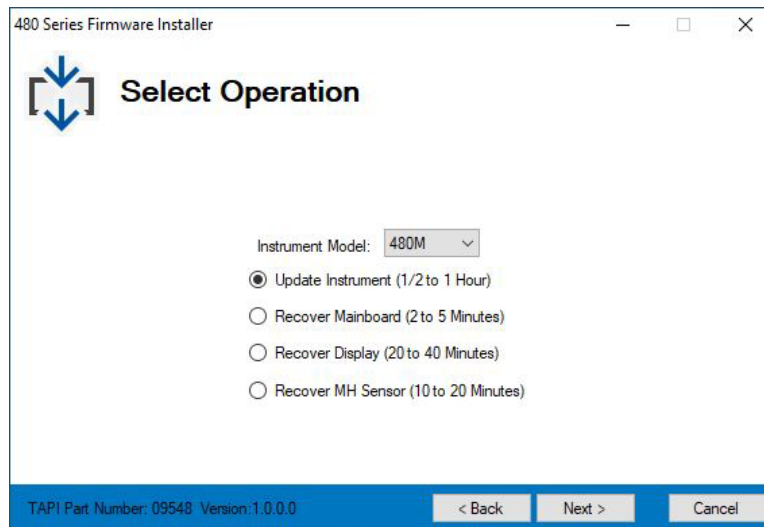 480 Series Firmware Installer
Select Operation
Instrument Model: 480M
Update Instrument (1/2 to 1 Hour)
Recover Mainboard (2 to 5 Minutes)
Recover Display (20 to 40 Minutes)
Recover MH Sensor (10 to 20 Minutes)
TAPI Part Number: 09548 Version:1.0.0.0 < Back Next > Cancel